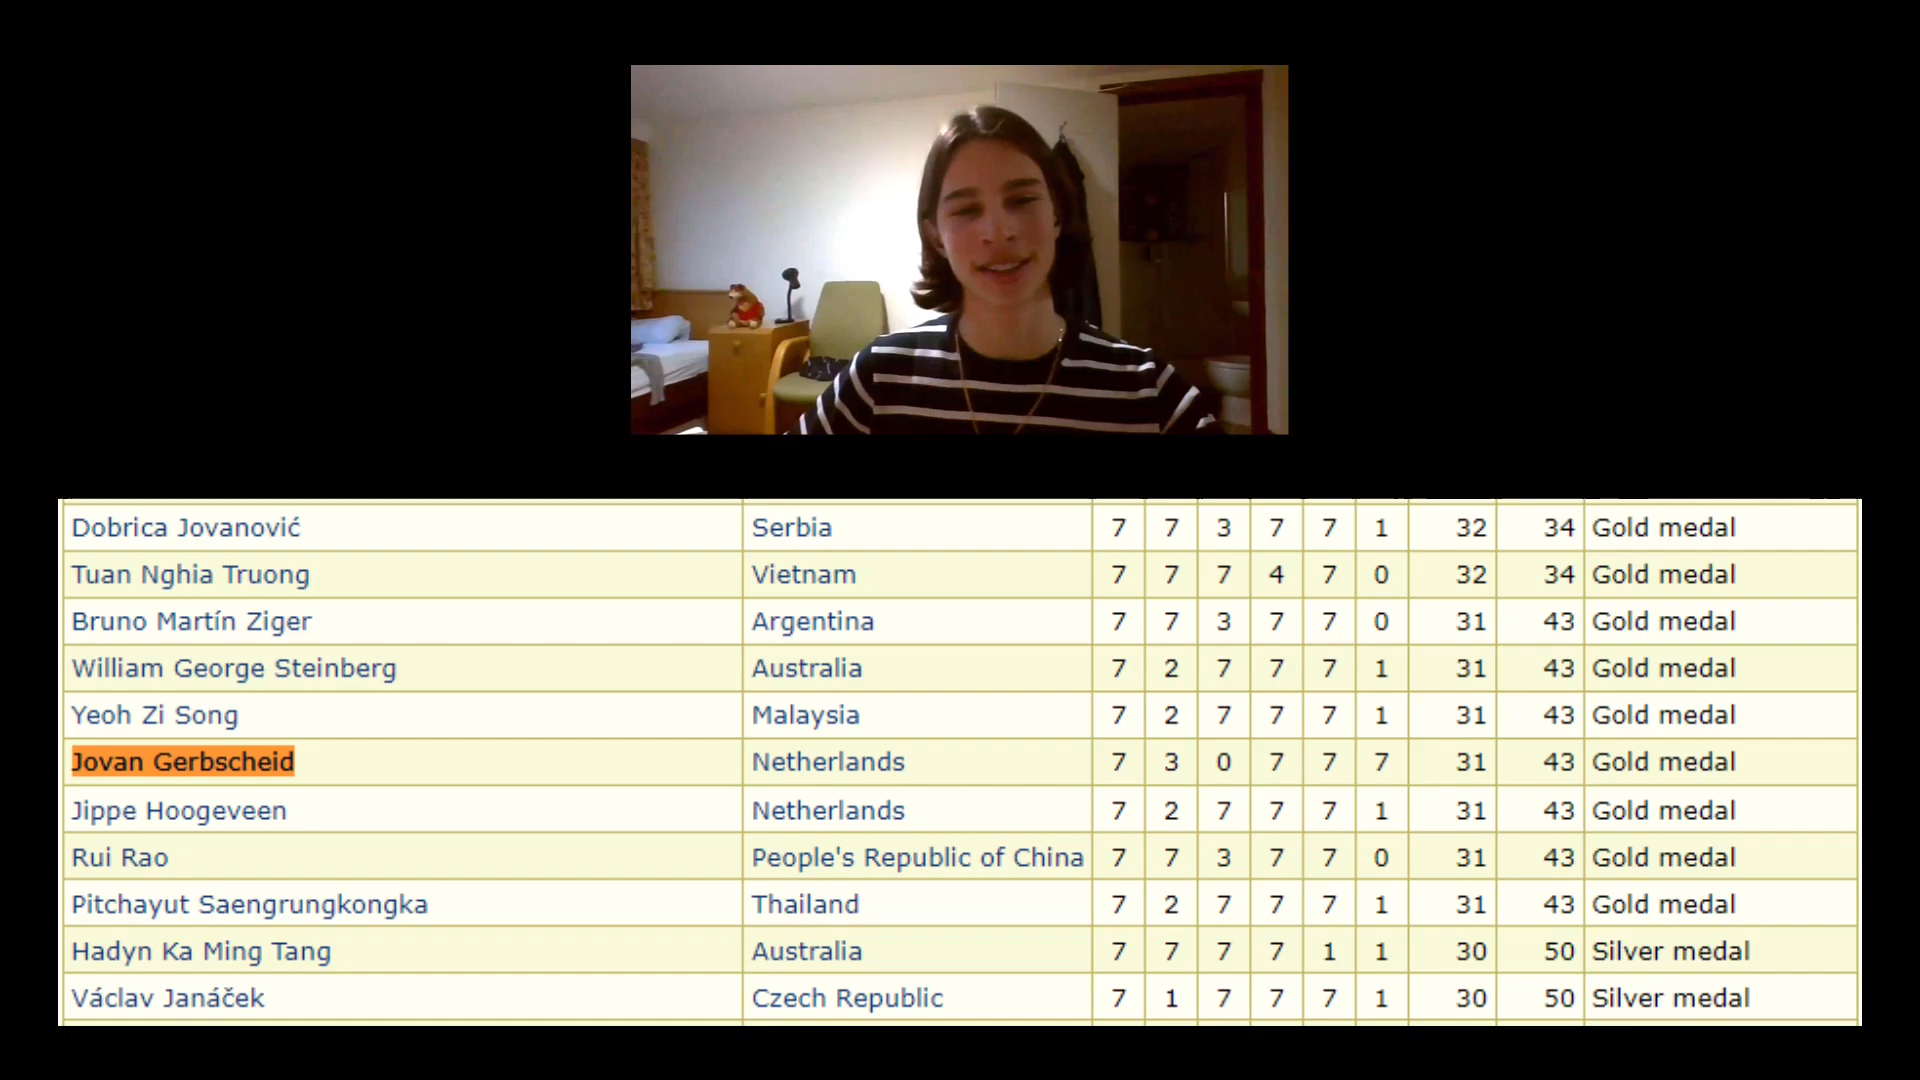 Dobrica Jovanović Serbia 7 7 3 7 7 1 32 34 Gold medal
Tuan Nghia Truong Vietnam 7 7 7 4 7 0 32 34 Gold medal
Bruno Martín Ziger Argentina 7 7 3 7 7 0 31 43 Gold medal
William George Steinberg Australia 7 2 7 7 7 1 31 43 Gold medal
Yeoh Zi Song Malaysia 7 2 7 7 7 1 31 43 Gold medal
Jovan Gerbscheid Netherlands 7 3 0 7 7 7 31 43 Gold medal
Jippe Hoogeveen Netherlands 7 2 7 7 7 1 31 43 Gold medal
Rui Rao People's Republic of China 7 7 3 7 7 0 31 43 Gold medal
Pitchayut Saengrungkongka Thailand 7 2 7 7 7 1 31 43 Gold medal
Hadyn Ka Ming Tang Australia 7 7 7 7 1 1 30 50 Silver medal
Václav Janáček Czech Republic 7 1 7 7 7 1 30 50 Silver medal